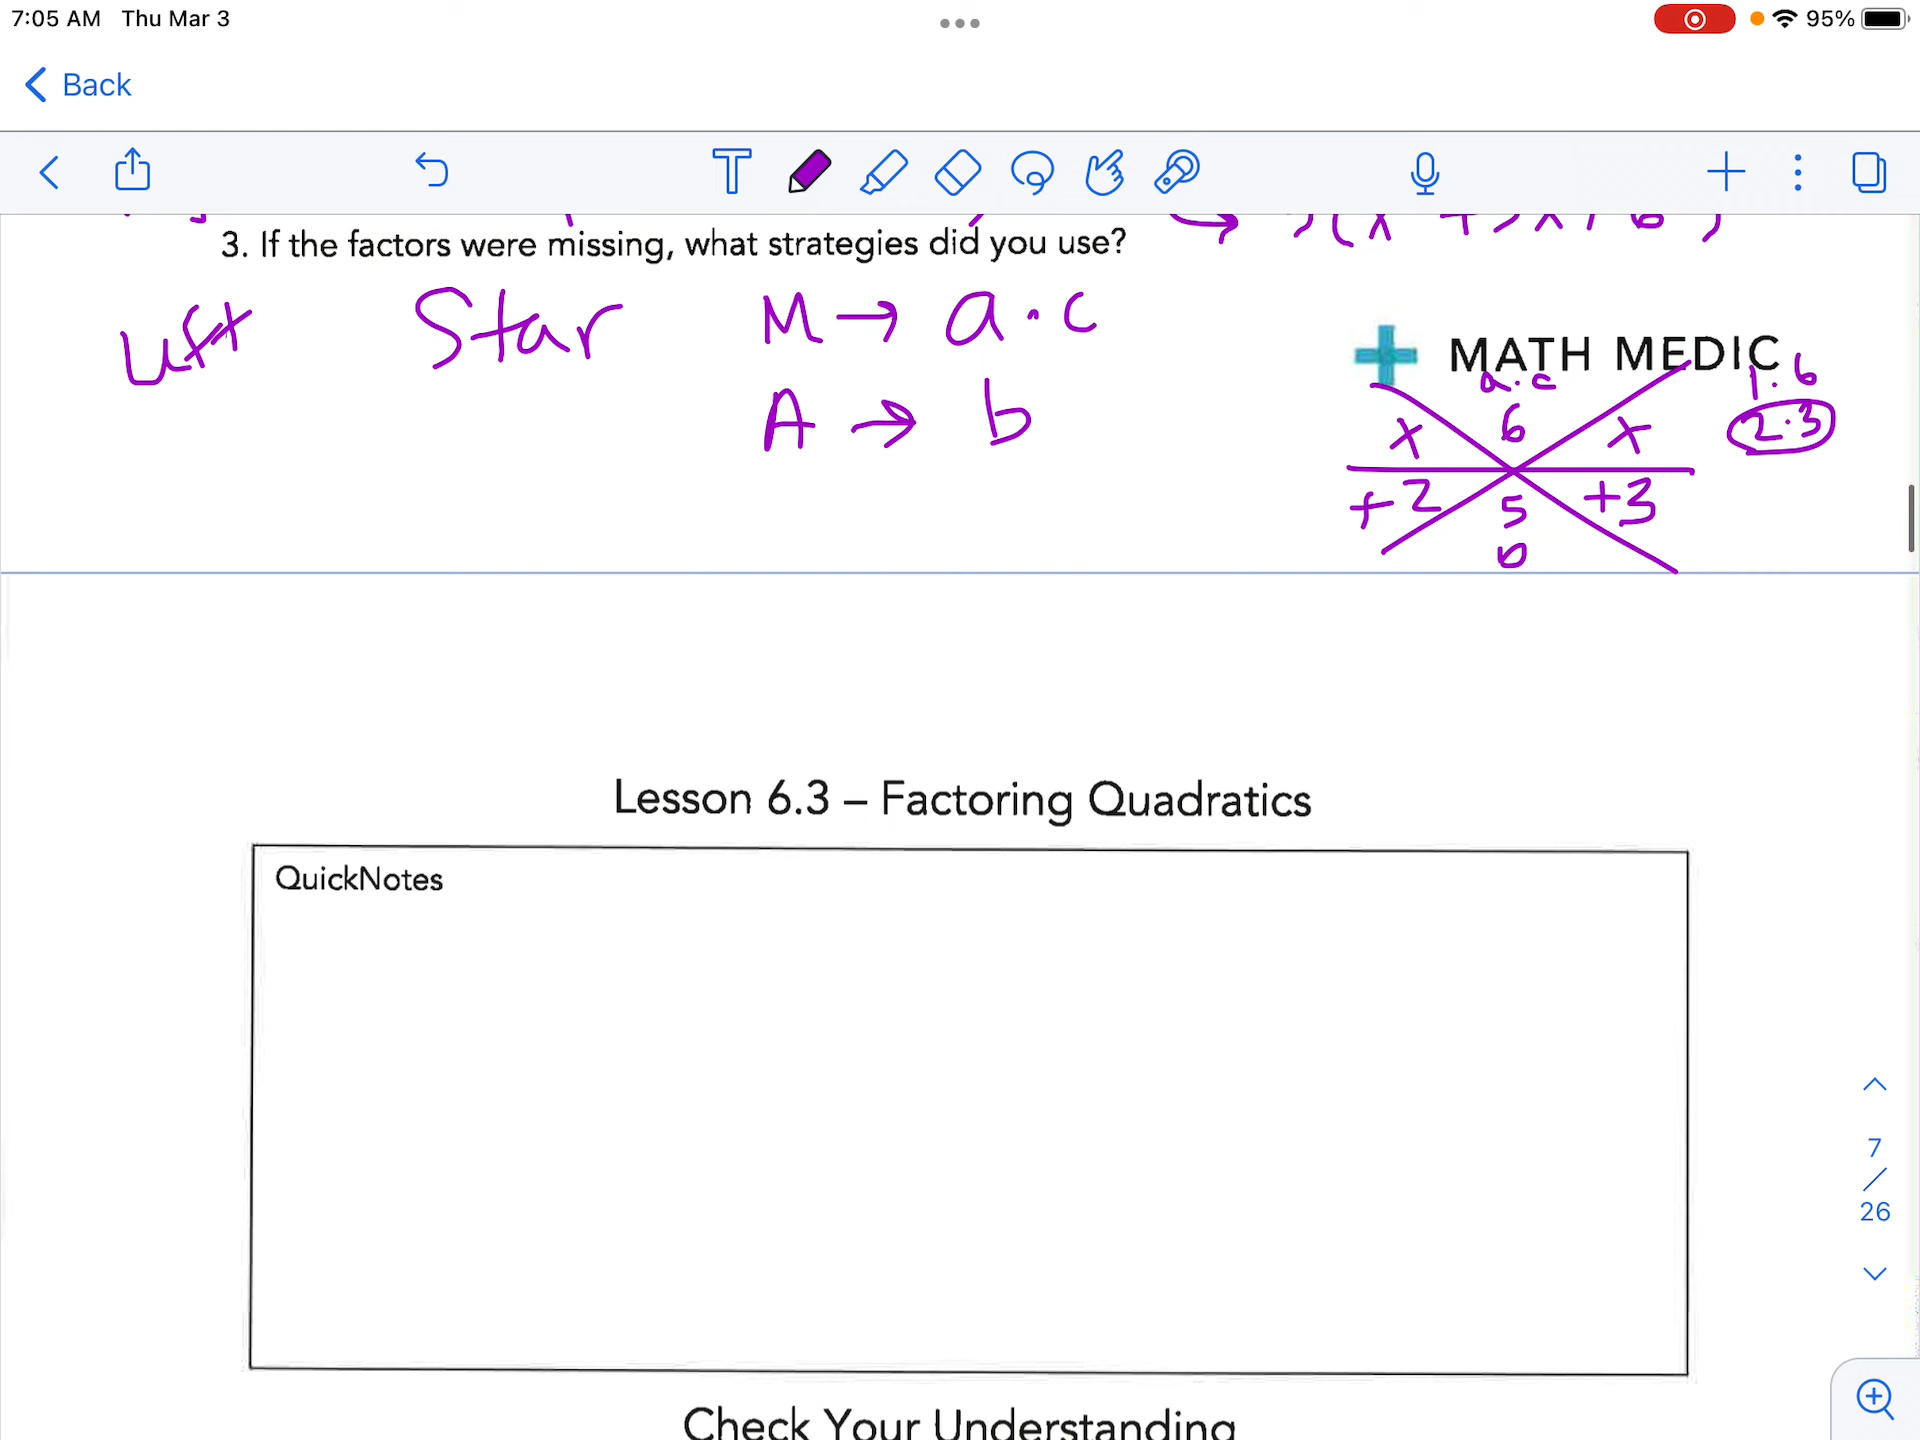 7:05 AM Thu Mar 3
95%
Back
3. If the factors were missing, what strategies did you use?
Star M → a · c
A → b
MATH MEDIC
a · c
1 · 6
x 6 x
2 · 3
+2 5 +3
b
Lesson 6.3 – Factoring Quadratics
QuickNotes
7
/
26
Check Your Understanding